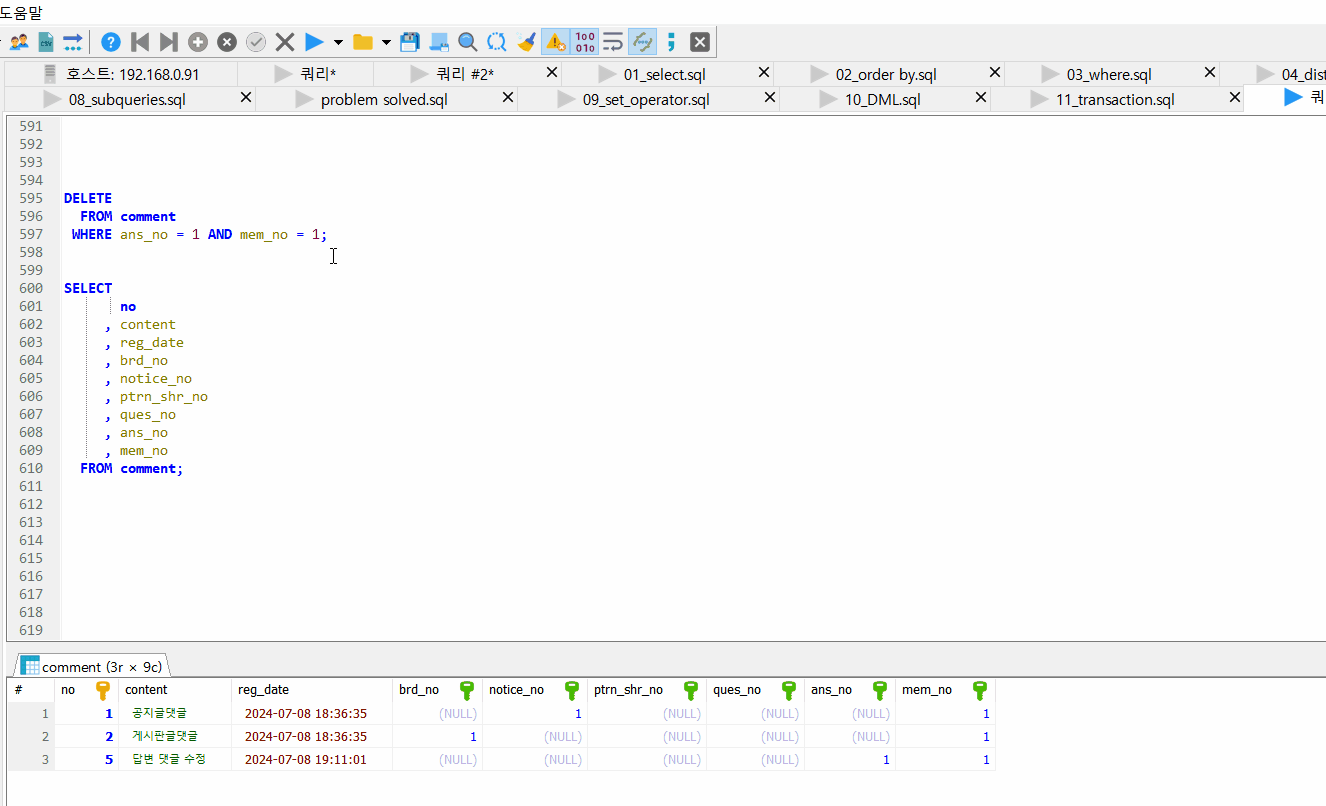 도움말
호스트: 192.168.0.91 쿼리* 쿼리 #2* 01_select.sql 02_order by.sql 03_where.sql 04_dist
08_subqueries.sql problem solved.sql 09_set_operator.sql 10_DML.sql 11_transaction.sql 쿼
591
592
593
594
595 DELETE
596 FROM comment
597 WHERE ans_no = 1 AND mem_no = 1;
598
599
600 SELECT
601 no
602 , content
603 , reg_date
604 , brd_no
605 , notice_no
606 , ptrn_shr_no
607 , ques_no
608 , ans_no
609 , mem_no
610 FROM comment;
611
612
613
614
615
616
617
618
619
comment (3r × 9c)
# no content reg_date brd_no notice_no ptrn_shr_no ques_no ans_no mem_no
1 1 공지글댓글 2024-07-08 18:36:35 (NULL) 1 (NULL) (NULL) (NULL) 1
2 2 게시판글댓글 2024-07-08 18:36:35 1 (NULL) (NULL) (NULL) (NULL) 1
3 5 답변 댓글 수정 2024-07-08 19:11:01 (NULL) (NULL) (NULL) (NULL) 1 1